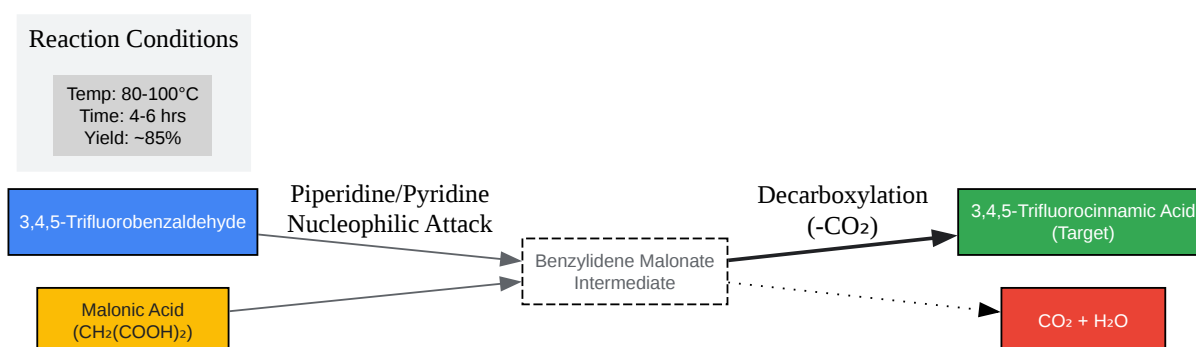 Reaction Conditions
Temp: 80-100°C
Time: 4-6 hrs
Yield: ~85%
3,4,5-Trifluorobenzaldehyde
Piperidine/Pyridine
Nucleophilic Attack
Decarboxylation
(-CO₂)
3,4,5-Trifluorocinnamic Acid
(Target)
Benzylidene Malonate
Intermediate
Malonic Acid
(CH₂(COOH)₂)
CO₂ + H₂O